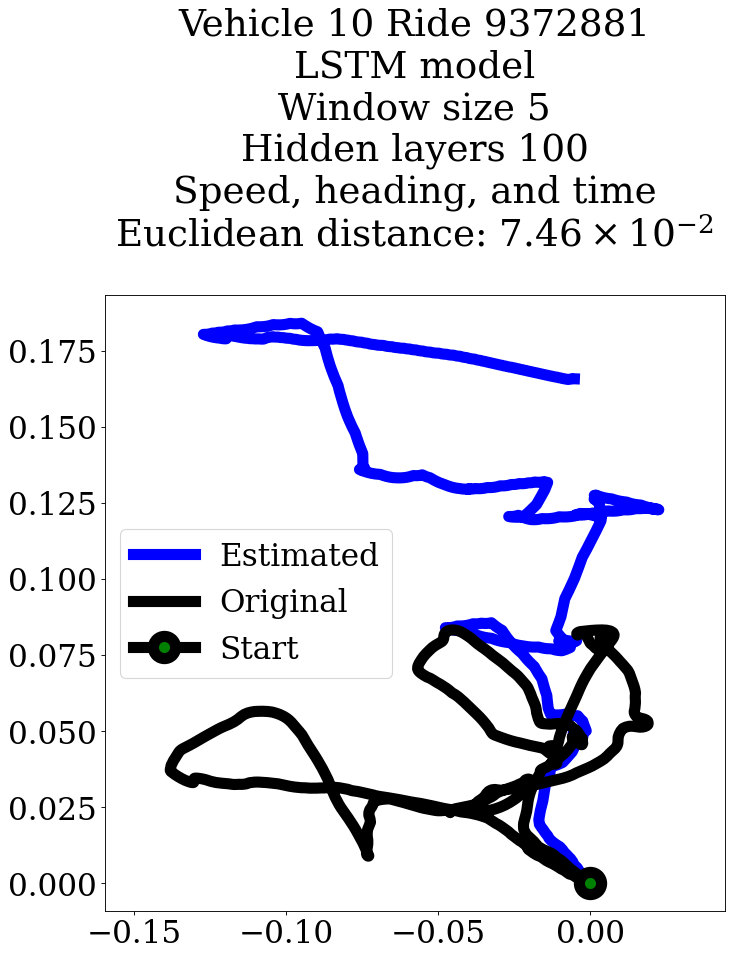 Vehicle 10 Ride 9372881
LSTM model
Window size 5
Hidden layers 100
Speed, heading, and time
Euclidean distance: 7.46 × 10⁻²
0.175
0.150
0.125
0.100
0.075
0.050
0.025
0.000
Estimated
Original
Start
−0.15 −0.10 −0.05 0.00